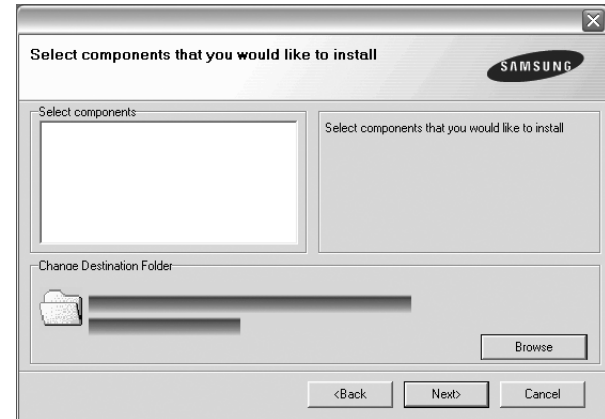 Select components that you would like to install
SAMSUNG
Select components
Select components that you would like to install
Change Destination Folder
Browse
<Back
Next>
Cancel